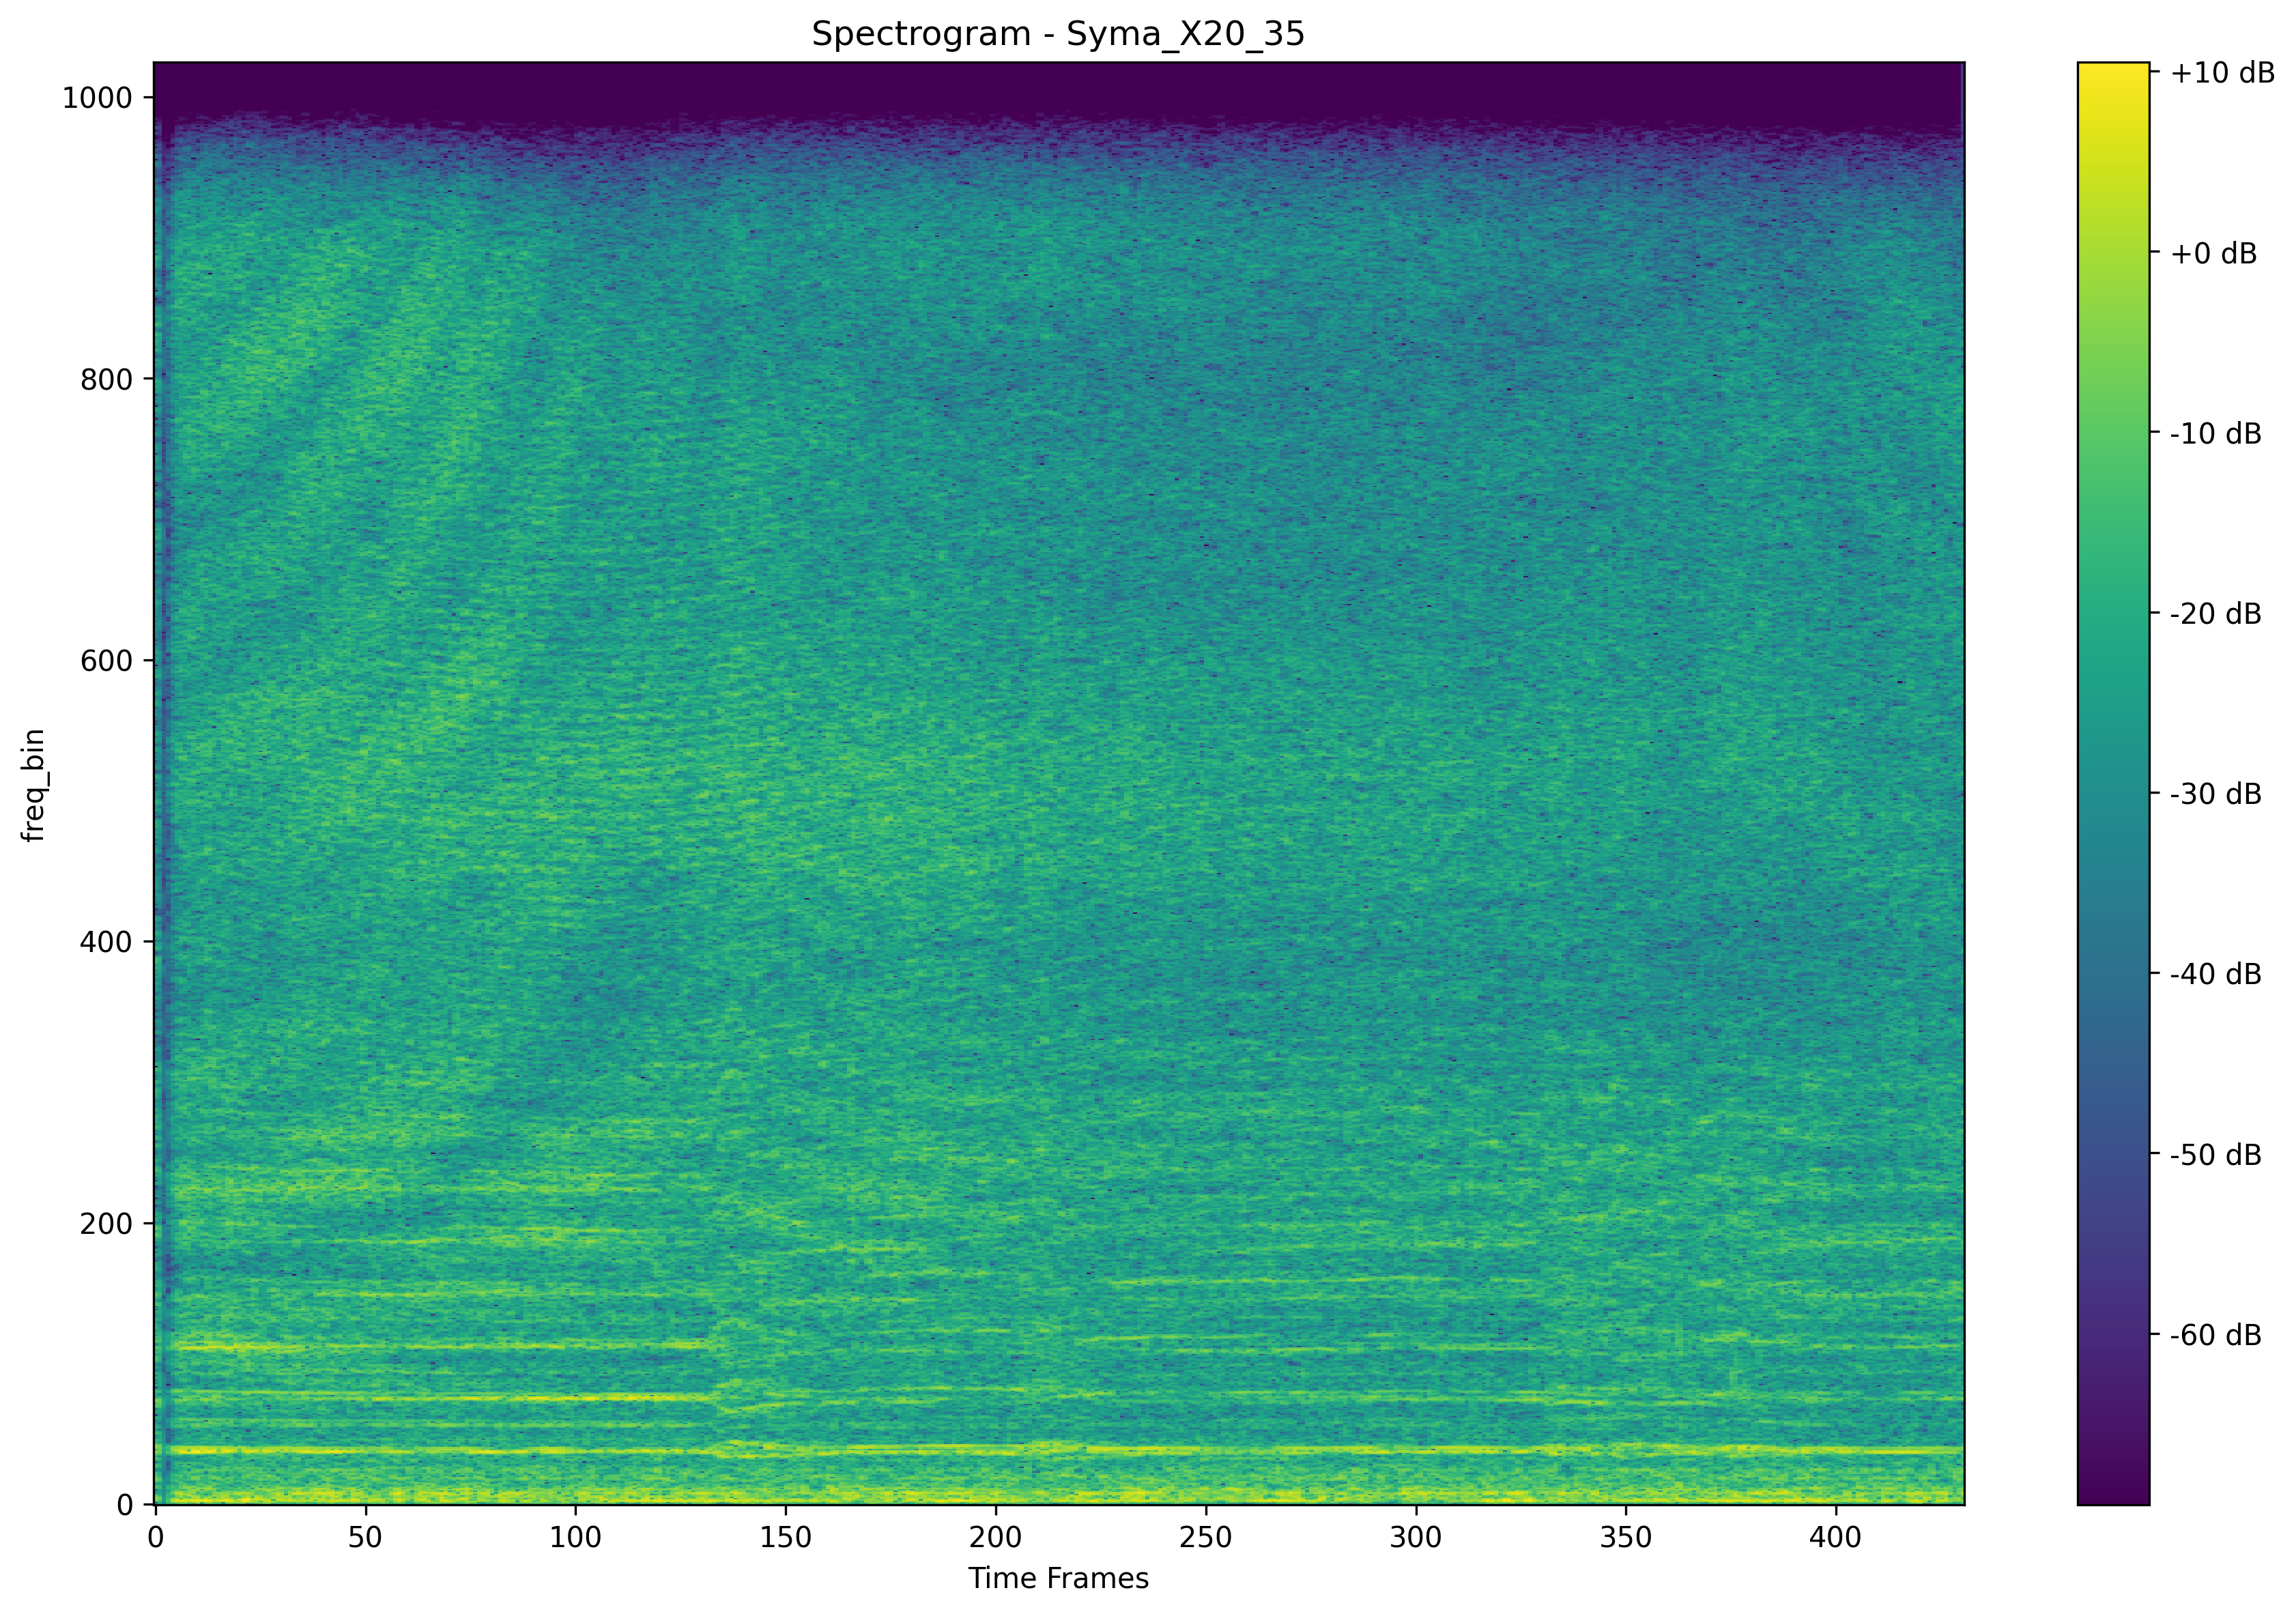 Spectrogram - Syma_X20_35
1000
800
600
400
200
0
freq_bin
0 50 100 150 200 250 300 350 400
Time Frames
+10 dB
+0 dB
-10 dB
-20 dB
-30 dB
-40 dB
-50 dB
-60 dB